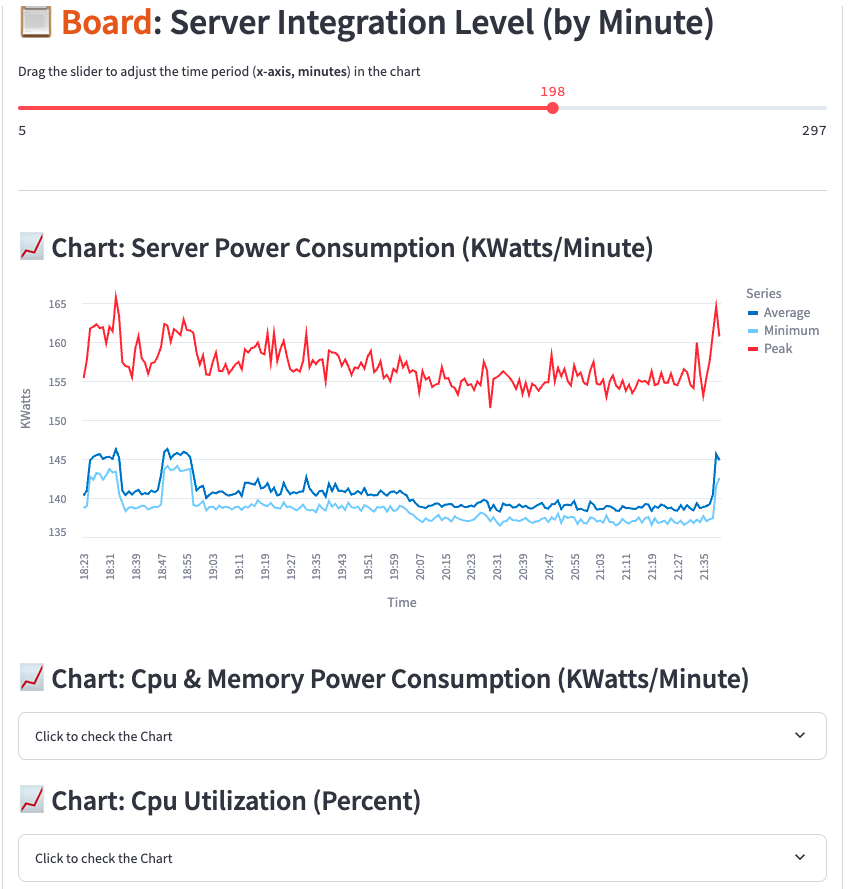 Board: Server Integration Level (by Minute)
Drag the slider to adjust the time period (x-axis, minutes) in the chart
198
5
297
Chart: Server Power Consumption (KWatts/Minute)
Series
Average
Minimum
Peak
KWatts
165
160
155
150
145
140
135
18:23
18:31
18:39
18:47
18:55
19:03
19:11
19:19
19:27
19:35
19:43
19:51
19:59
20:07
20:15
20:23
20:31
20:39
20:47
20:55
21:03
21:11
21:19
21:27
21:35
Time
Chart: Cpu & Memory Power Consumption (KWatts/Minute)
Click to check the Chart
Chart: Cpu Utilization (Percent)
Click to check the Chart